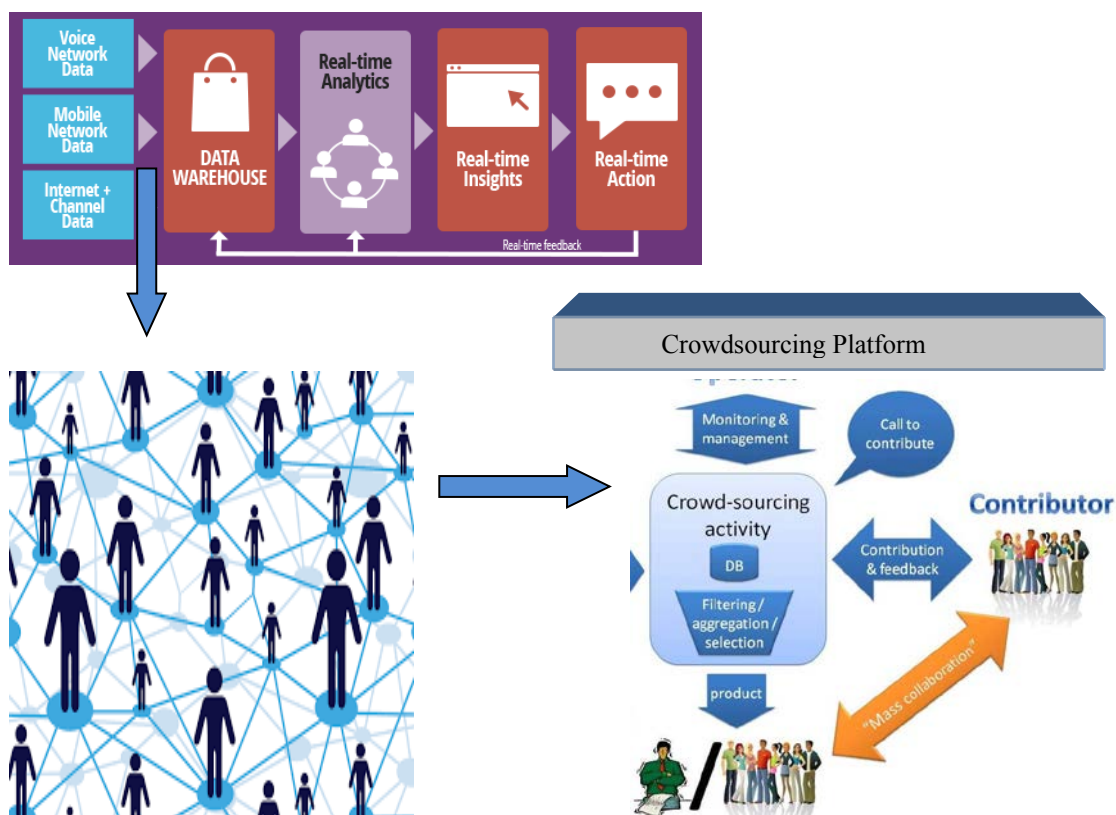 Voice
Network
Data
Mobile
Network
Data
Internet +
Channel
Data
DATA
WAREHOUSE
Real-time
Analytics
Real-time
Insights
Real-time
Action
Real-time feedback
Crowdsourcing Platform
Monitoring &
management
Call to
contribute
Crowd-sourcing
activity
DB
Filtering /
aggregation /
selection
Contribution
& feedback
Contributor
product
"Mass collaboration"